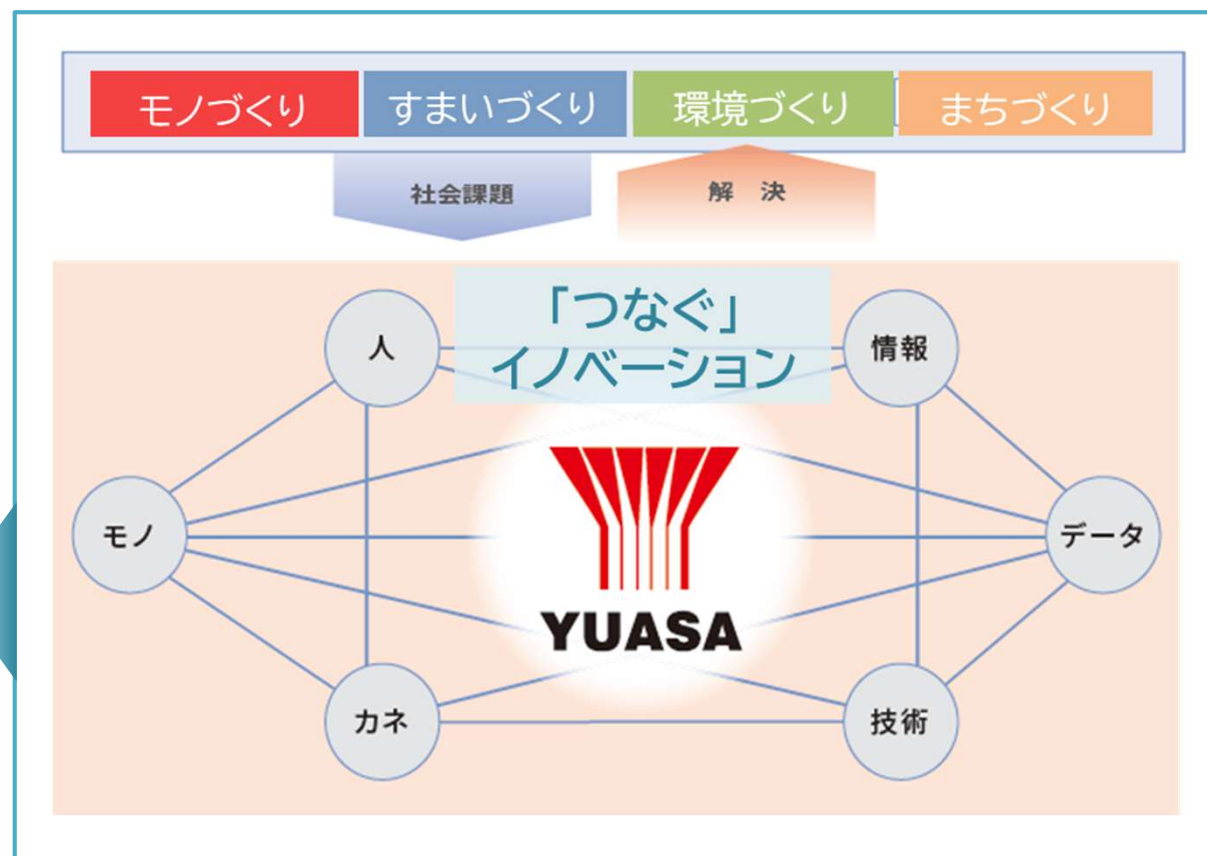 モノづくり
すまいづくり
環境づくり
まちづくり
社会課題
解 決
「つなぐ」
イノベーション
人
情報
モノ
データ
YUASA
カネ
技術